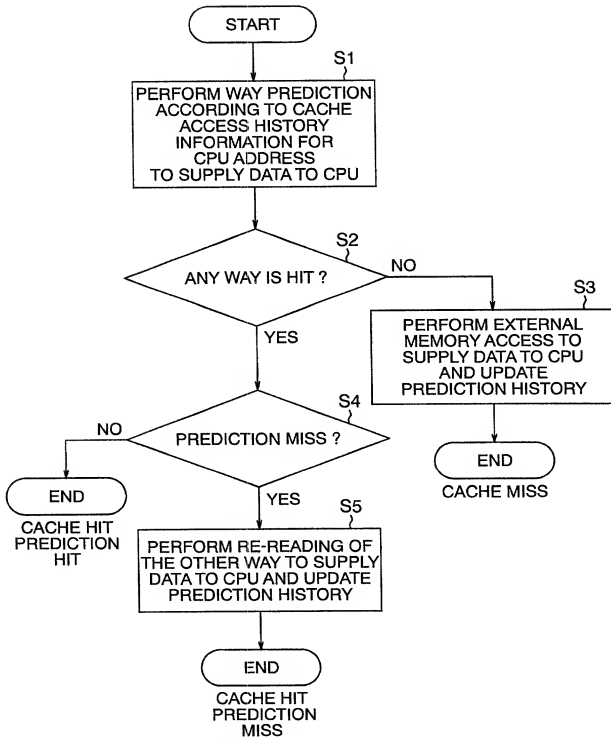 START
S1
PERFORM WAY PREDICTION
ACCORDING TO CACHE
ACCESS HISTORY
INFORMATION FOR
CPU ADDRESS
TO SUPPLY DATA TO CPU
S2
ANY WAY IS HIT ?
NO
S3
YES
PERFORM EXTERNAL
MEMORY ACCESS TO
SUPPLY DATA TO CPU
AND UPDATE
PREDICTION HISTORY
END
CACHE MISS
S4
PREDICTION MISS ?
NO
END
CACHE HIT
PREDICTION
HIT
YES
S5
PERFORM RE-READING OF
THE OTHER WAY TO SUPPLY
DATA TO CPU AND UPDATE
PREDICTION HISTORY
END
CACHE HIT
PREDICTION
MISS